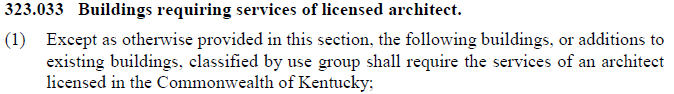 323.033 Buildings requiring services of licensed architect.
(1) Except as otherwise provided in this section, the following buildings, or additions to
existing buildings, classified by use group shall require the services of an architect
licensed in the Commonwealth of Kentucky;